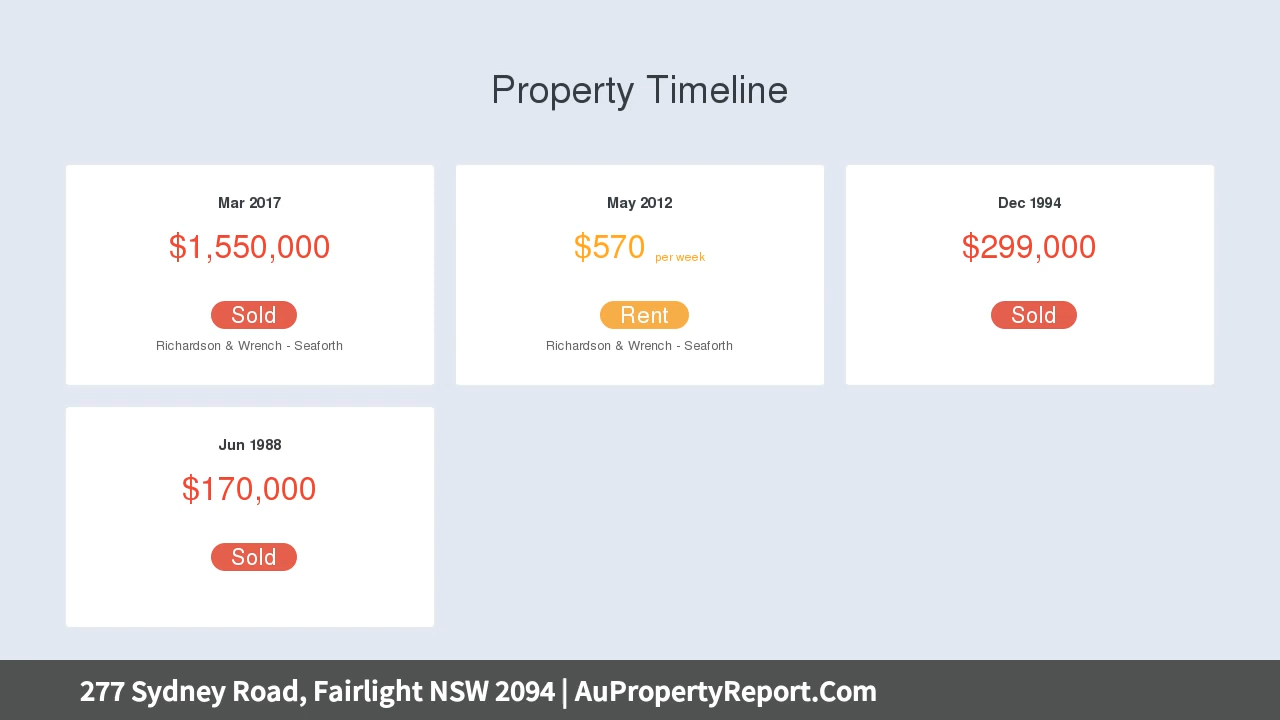 Property Timeline
Mar 2017
$1,550,000
Sold
Richardson & Wrench - Seaforth
May 2012
$570 per week
Rent
Richardson & Wrench - Seaforth
Dec 1994
$299,000
Sold
Jun 1988
$170,000
Sold
277 Sydney Road, Fairlight NSW 2094 | AuPropertyReport.Com